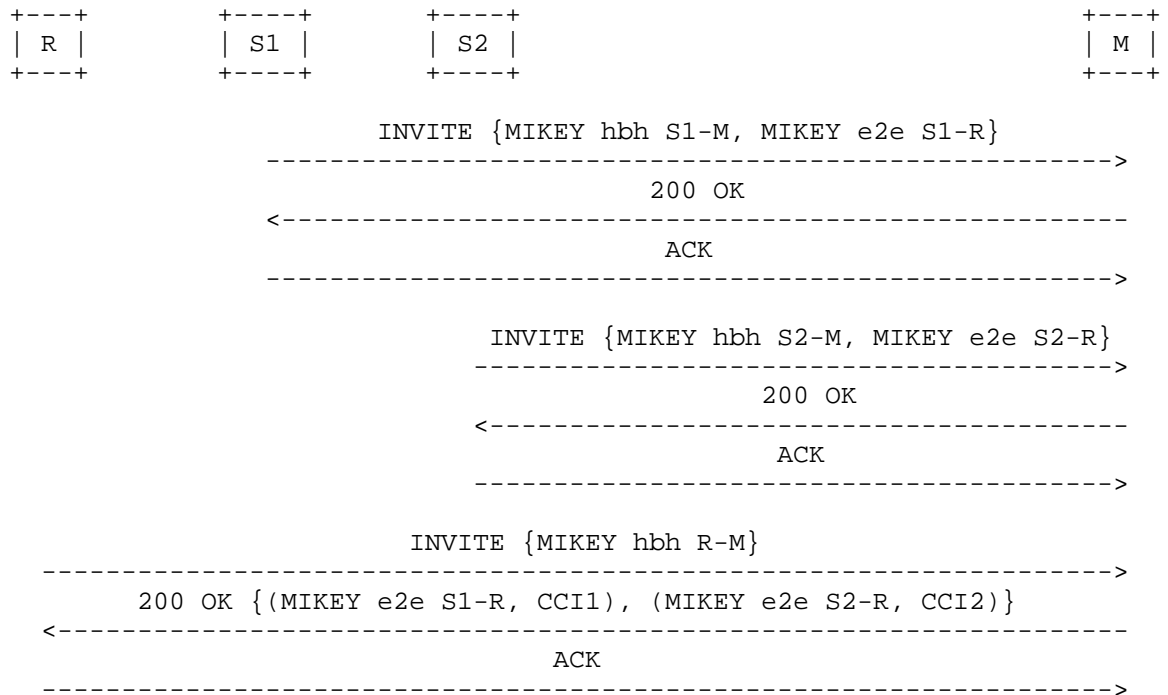 +---+ +----+ +----+ +---+
| R | | S1 | | S2 | | M |
+---+ +----+ +----+ +---+
INVITE {MIKEY hbh S1-M, MIKEY e2e S1-R}
----------------------------------------------------->
200 OK
<-----------------------------------------------------
ACK
----------------------------------------------------->
INVITE {MIKEY hbh S2-M, MIKEY e2e S2-R}
---------------------------------------->
200 OK
<----------------------------------------
ACK
---------------------------------------->
INVITE {MIKEY hbh R-M}
------------------------------------------------------------------->
200 OK {(MIKEY e2e S1-R, CCI1), (MIKEY e2e S2-R, CCI2)}
<-------------------------------------------------------------------
ACK
------------------------------------------------------------------->